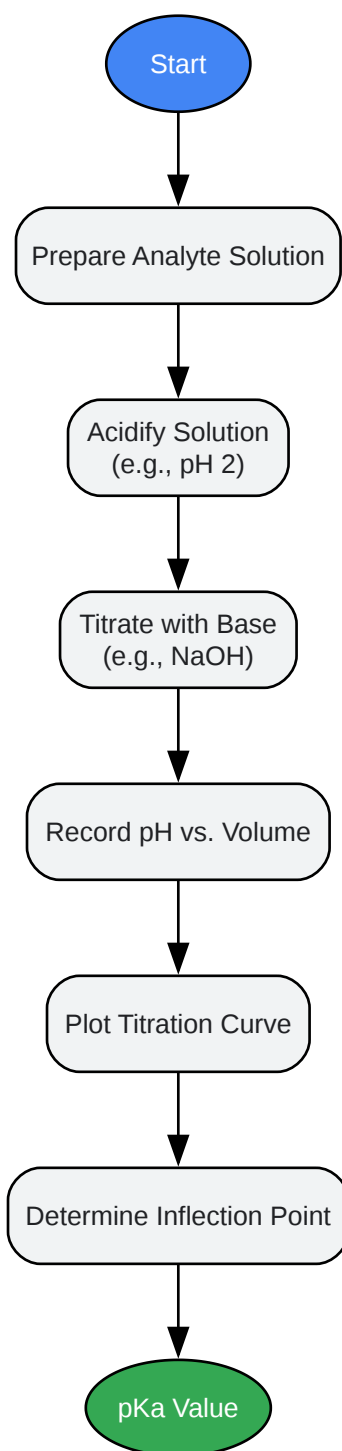 Start
Prepare Analyte Solution
Acidify Solution
(e.g., pH 2)
Titrate with Base
(e.g., NaOH)
Record pH vs. Volume
Plot Titration Curve
Determine Inflection Point
pKa Value